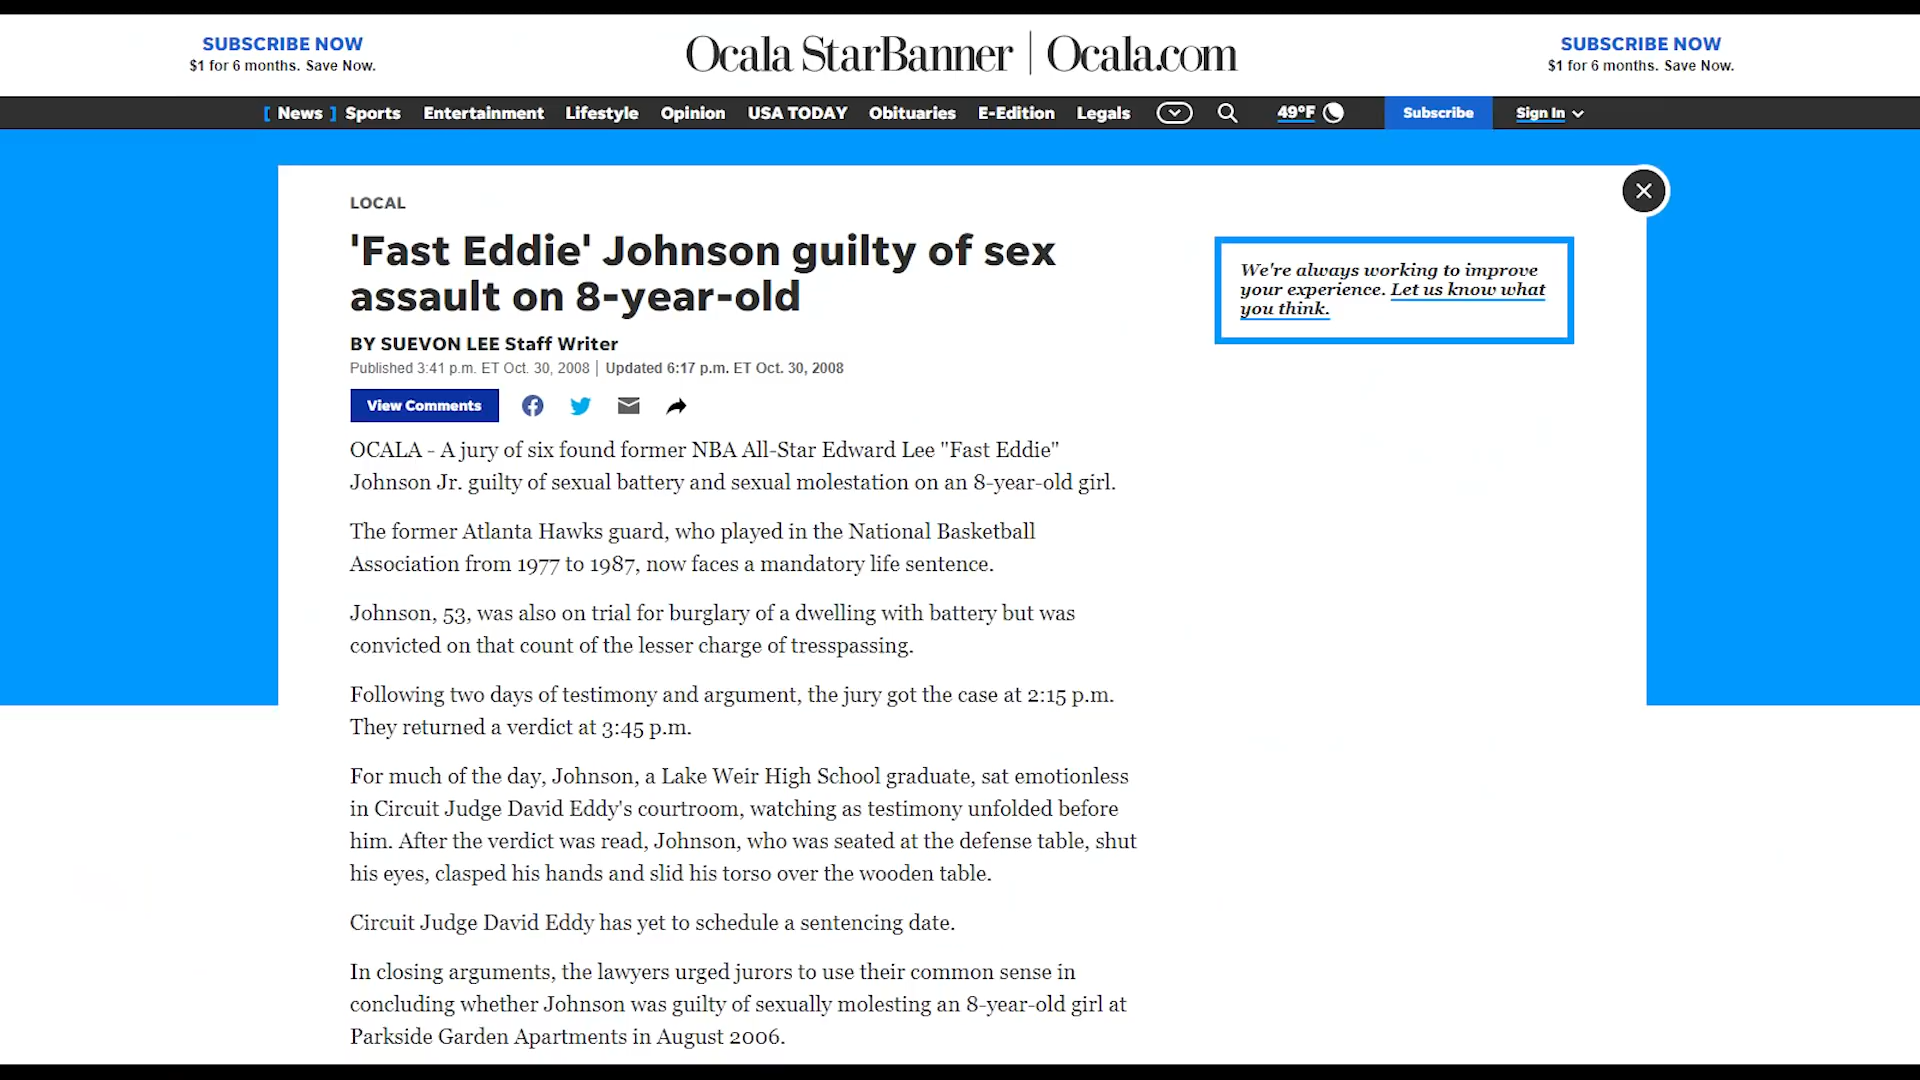 SUBSCRIBE NOW
$1 for 6 months. Save Now.
Ocala StarBanner | Ocala.com
SUBSCRIBE NOW
$1 for 6 months. Save Now.
[ News ] Sports Entertainment Lifestyle Opinion USA TODAY Obituaries E-Edition Legals 49°F Subscribe Sign In
LOCAL
'Fast Eddie' Johnson guilty of sex
assault on 8-year-old
BY SUEVON LEE Staff Writer
Published 3:41 p.m. ET Oct. 30, 2008 | Updated 6:17 p.m. ET Oct. 30, 2008
View Comments
We're always working to improve
your experience. Let us know what
you think.
OCALA - A jury of six found former NBA All-Star Edward Lee "Fast Eddie"
Johnson Jr. guilty of sexual battery and sexual molestation on an 8-year-old girl.
The former Atlanta Hawks guard, who played in the National Basketball
Association from 1977 to 1987, now faces a mandatory life sentence.
Johnson, 53, was also on trial for burglary of a dwelling with battery but was
convicted on that count of the lesser charge of tresspassing.
Following two days of testimony and argument, the jury got the case at 2:15 p.m.
They returned a verdict at 3:45 p.m.
For much of the day, Johnson, a Lake Weir High School graduate, sat emotionless
in Circuit Judge David Eddy's courtroom, watching as testimony unfolded before
him. After the verdict was read, Johnson, who was seated at the defense table, shut
his eyes, clasped his hands and slid his torso over the wooden table.
Circuit Judge David Eddy has yet to schedule a sentencing date.
In closing arguments, the lawyers urged jurors to use their common sense in
concluding whether Johnson was guilty of sexually molesting an 8-year-old girl at
Parkside Garden Apartments in August 2006.